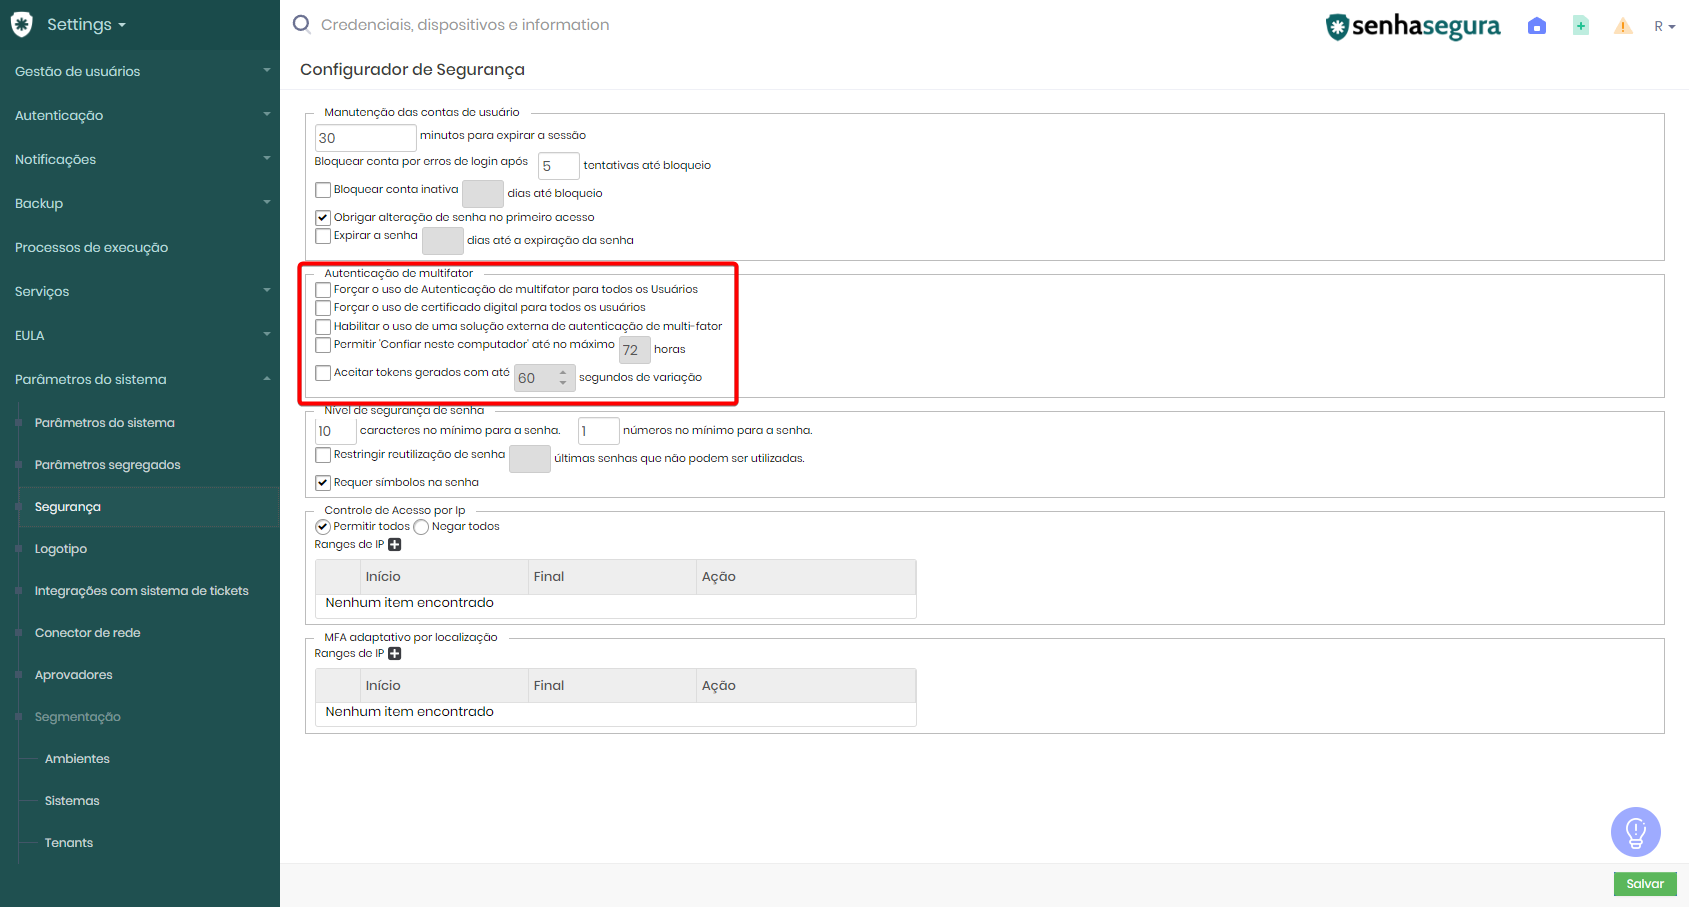 Settings
Credenciais, dispositivos e information
senhasegura
R
Gestão de usuários
Autenticação
Notificações
Backup
Processos de execução
Serviços
EULA
Parâmetros do sistema
Parâmetros do sistema
Parâmetros segregados
Segurança
Logotipo
Integrações com sistema de tickets
Conector de rede
Aprovadores
Segmentação
Ambientes
Sistemas
Tenants
Configurador de Segurança
Manutenção das contas de usuário
30 minutos para expirar a sessão
Bloquear conta por erros de login após 5 tentativas até bloqueio
Bloquear conta inativa dias até bloqueio
Obrigar alteração de senha no primeiro acesso
Expirar a senha dias até a expiração da senha
Autenticação de multifator
Forçar o uso de Autenticação de multifator para todos os Usuários
Forçar o uso de certificado digital para todos os usuários
Habilitar o uso de uma solução externa de autenticação de multi-fator
Permitir 'Confiar neste computador' até no máximo 72 horas
Aceitar tokens gerados com até 60 segundos de variação
Nível de segurança de senha
10 caracteres no mínimo para a senha. 1 números no mínimo para a senha.
Restringir reutilização de senha últimas senhas que não podem ser utilizadas.
Requer símbolos na senha
Controle de Acesso por Ip
Permitir todos Negar todos
Ranges de IP
Início Final Ação
Nenhum item encontrado
MFA adaptativo por localização
Ranges de IP
Início Final Ação
Nenhum item encontrado
Salvar